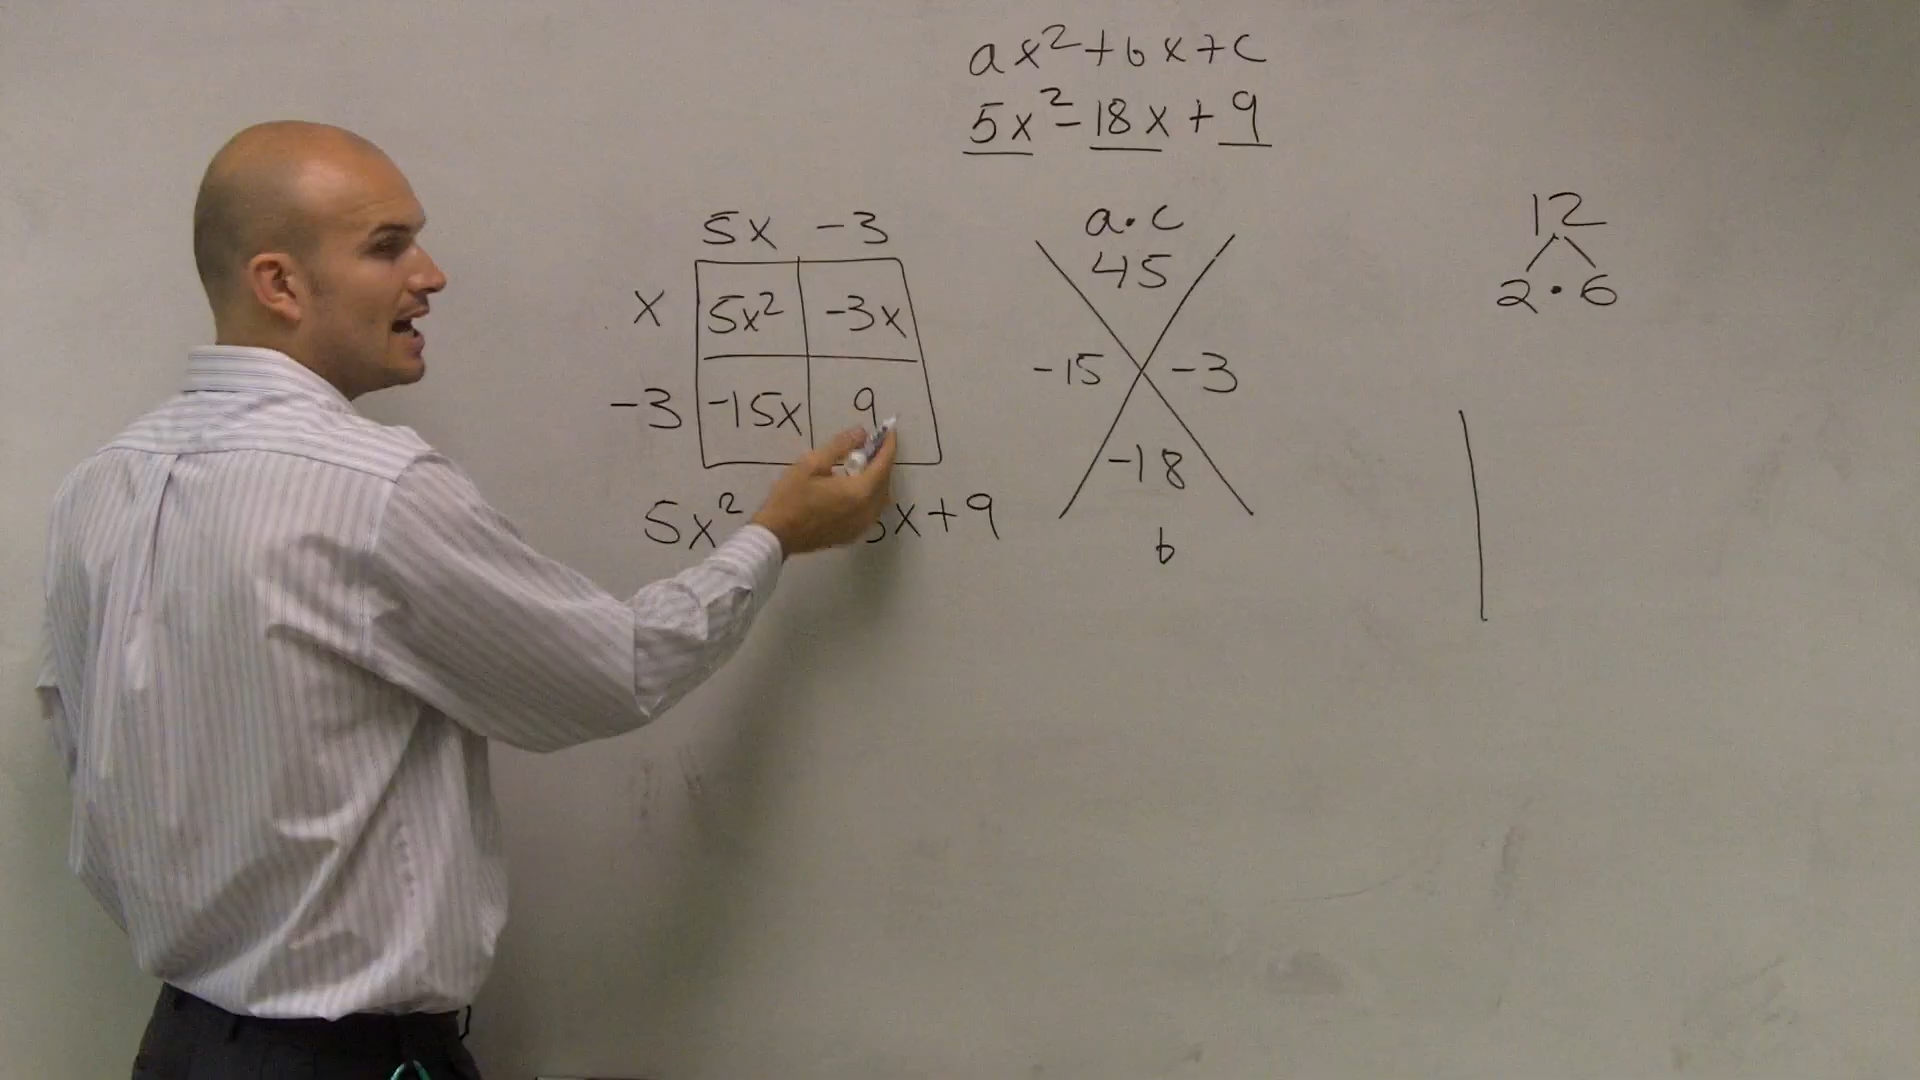 ax²+bx+c
5x²-18x+9
5x -3
x 5x² -3x
-3 -15x 9
5x² x+9
a·c
45
-15 -3
-18
b
12
2·6